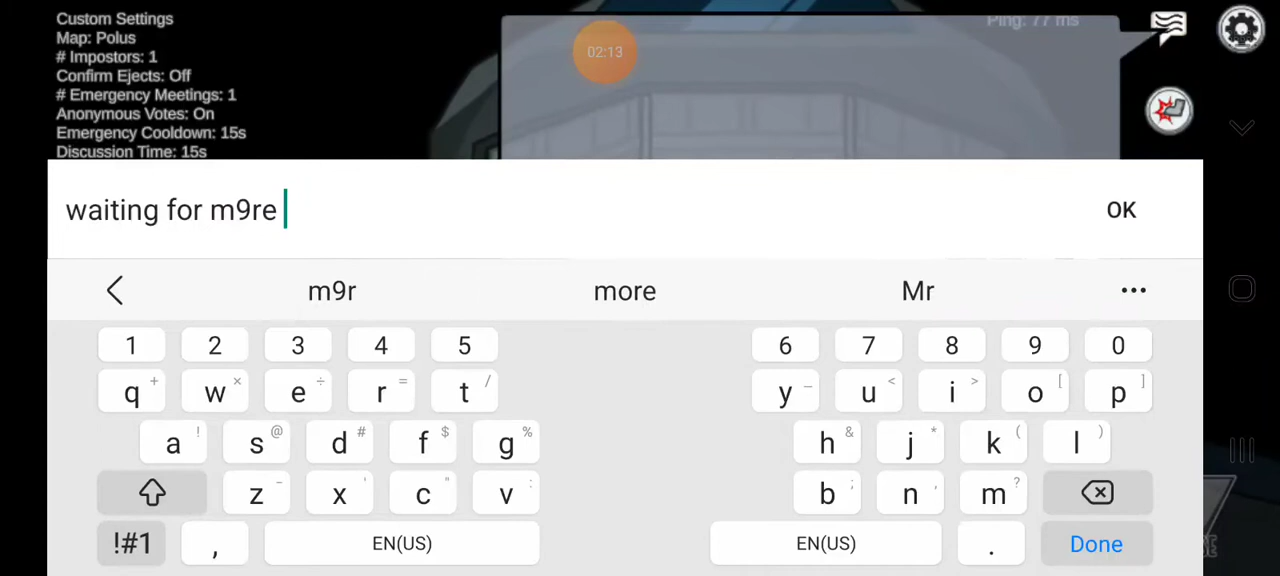 Custom Settings
Map: Polus
# Impostors: 1
Confirm Ejects: Off
# Emergency Meetings: 1
Anonymous Votes: On
Emergency Cooldown: 15s
Discussion Time: 15s
Ping: 77 ms
02:13
waiting for m9re
OK
m9r more Mr
1 2 3 4 5 6 7 8 9 0
q + w × e ÷ r = t / y _ u < i > o [ p ]
a ! s @ d # f $ g % h & j * k ( l )
z - x ' c " v : b ; n , m ?
!#1 , EN(US) EN(US) . Done